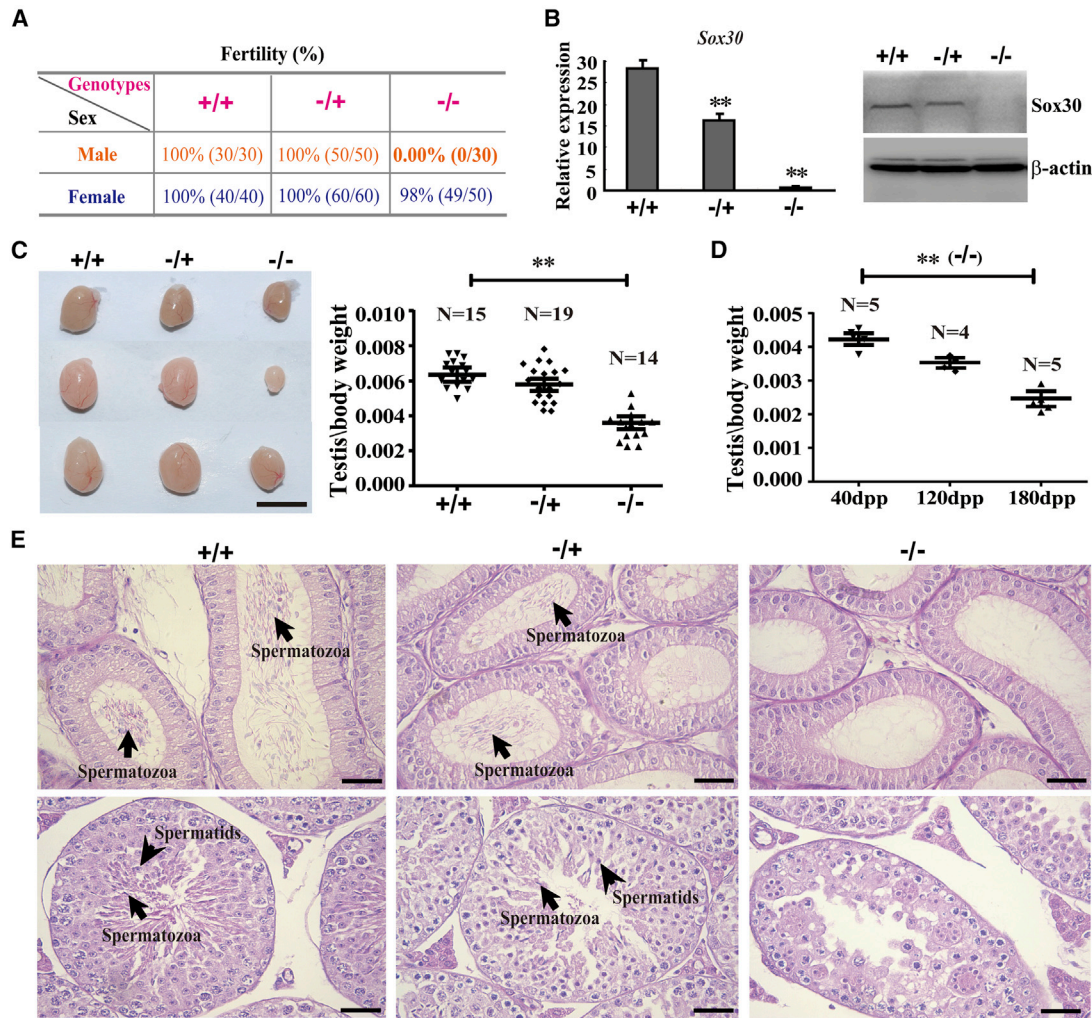 A
Fertility (%)
Genotypes
Sex
+/+ -/+ -/-
Male 100% (30/30) 100% (50/50) 0.00% (0/30)
Female 100% (40/40) 100% (60/60) 98% (49/50)
B
Sox30
Relative expression
30
25
20
15
10
5
0
**
**
+/+ -/+ -/-
+/+ -/+ -/-
Sox30
β-actin
C
+/+ -/+ -/-
**
N=15 N=19 N=14
Testis\body weight
0.010
0.008
0.006
0.004
0.002
0.000
+/+ -/+ -/-
D
** (-/-)
N=5
N=4
N=5
Testis\body weight
0.005
0.004
0.003
0.002
0.001
0.000
40dpp 120dpp 180dpp
E
+/+ -/+ -/-
Spermatozoa
Spermatozoa
Spermatozoa
Spermatozoa
Spermatids
Spermatozoa
Spermatids
Spermatozoa